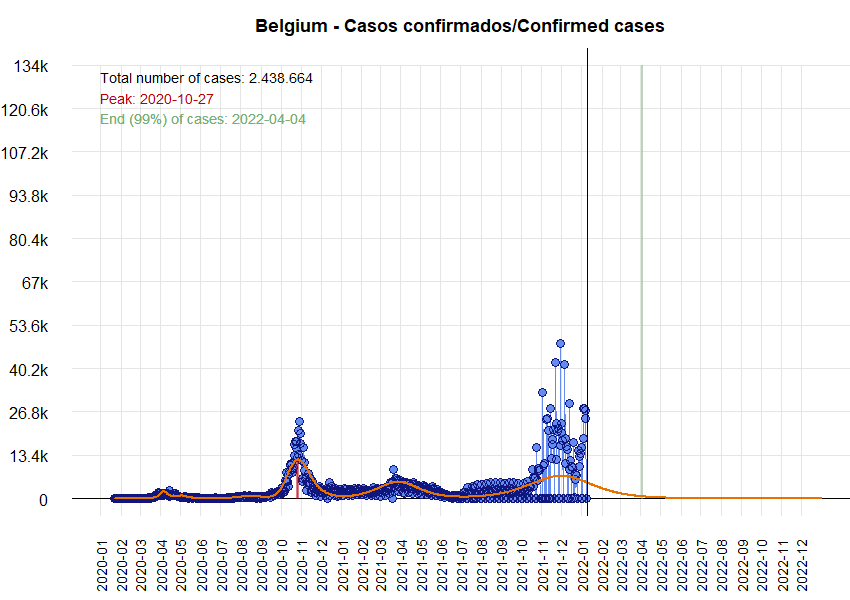 Belgium - Casos confirmados/Confirmed cases
134k
Total number of cases: 2.438.664
Peak: 2020-10-27
End (99%) of cases: 2022-04-04
120.6k
107.2k
93.8k
80.4k
67k
53.6k
40.2k
26.8k
13.4k
0
2020-01
2020-02
2020-03
2020-04
2020-05
2020-06
2020-07
2020-08
2020-09
2020-10
2020-11
2020-12
2021-01
2021-02
2021-03
2021-04
2021-05
2021-06
2021-07
2021-08
2021-09
2021-10
2021-11
2021-12
2022-01
2022-02
2022-03
2022-04
2022-05
2022-06
2022-07
2022-08
2022-09
2022-10
2022-11
2022-12